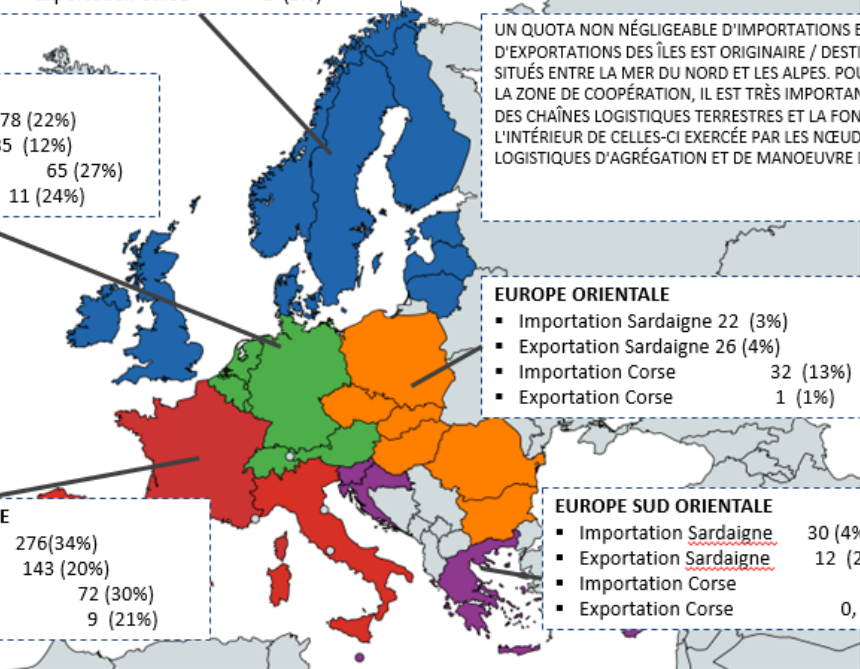 UN QUOTA NON NÉGLIGEABLE D'IMPORTATIONS E
D'EXPORTATIONS DES ÎLES EST ORIGINAIRE / DESTI
SITUÉS ENTRE LA MER DU NORD ET LES ALPES. POU
LA ZONE DE COOPÉRATION, IL EST TRÈS IMPORTAN
DES CHAÎNES LOGISTIQUES TERRESTRES ET LA FON
L'INTÉRIEUR DE CELLES-CI EXERCÉE PAR LES NŒUD
LOGISTIQUES D'AGRÉGATION ET DE MANOEUVRE
78 (22%)
35 (12%)
65 (27%)
11 (24%)
EUROPE ORIENTALE
▪ Importation Sardaigne 22 (3%)
▪ Exportation Sardaigne 26 (4%)
▪ Importation Corse 32 (13%)
▪ Exportation Corse 1 (1%)
E
276(34%)
143 (20%)
72 (30%)
9 (21%)
EUROPE SUD ORIENTALE
▪ Importation Sardaigne 30 (4%
▪ Exportation Sardaigne 12 (2
▪ Importation Corse
▪ Exportation Corse 0,